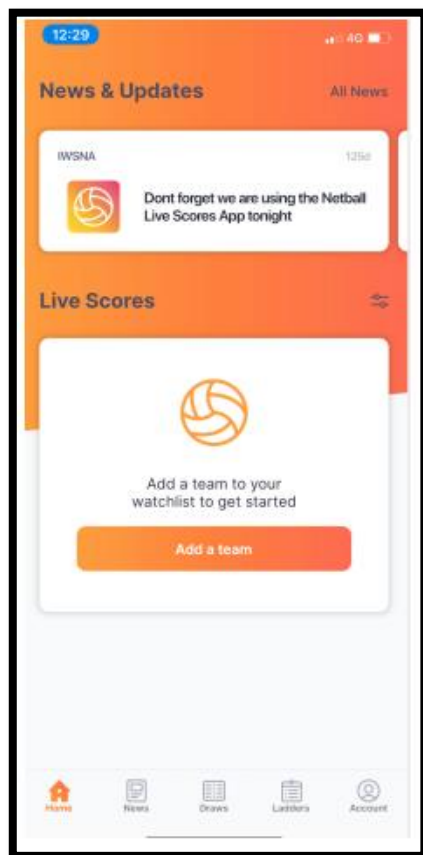 12:29
4G
News & Updates
All News
IWSNA
125d
Dont forget we are using the Netball
Live Scores App tonight
Live Scores
Add a team to your
watchlist to get started
Add a team
Home
News
Draws
Ladders
Account